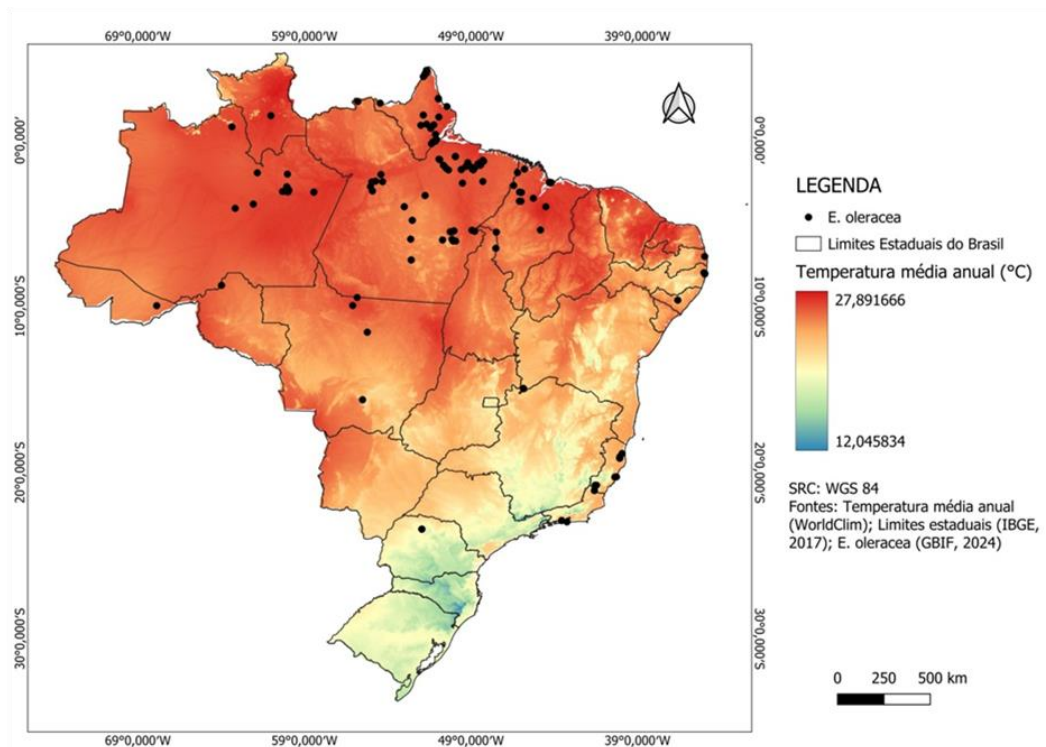 69°0,000'W 59°0,000'W 49°0,000'W 39°0,000'W
0°0,000'
10°0,000'S
20°0,000'S
30°0,000'S
0°0,000'
10°0,000'S
20°0,000'S
30°0,000'S
LEGENDA
E. oleracea
Limites Estaduais do Brasil
Temperatura média anual (°C)
27,891666
12,045834
SRC: WGS 84
Fontes: Temperatura média anual
(WorldClim); Limites estaduais (IBGE,
2017); E. oleracea (GBIF, 2024)
0 250 500 km
69°0,000'W 59°0,000'W 49°0,000'W 39°0,000'W